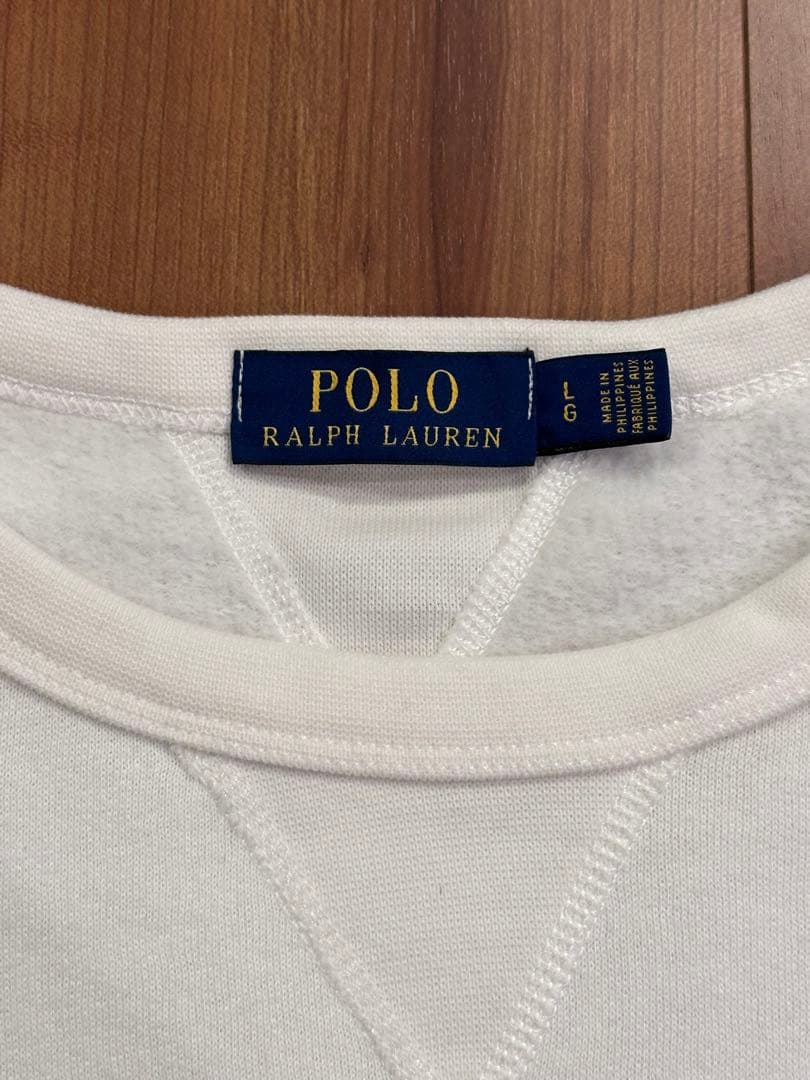 POLO
RALPH LAUREN
L
G
MADE IN
PHILIPPINES
FABRIQUÉ AUX
PHILIPPINES